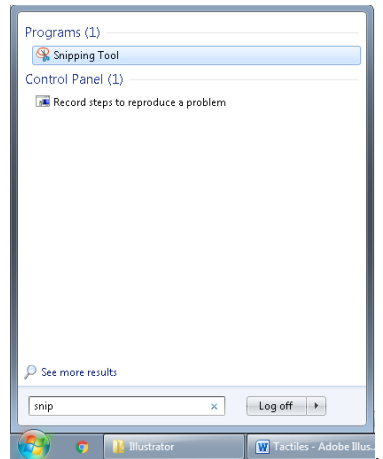 Programs (1)
Snipping Tool
Control Panel (1)
Record steps to reproduce a problem
See more results
snip
Log off
Illustrator
Tactiles - Adobe Illus...